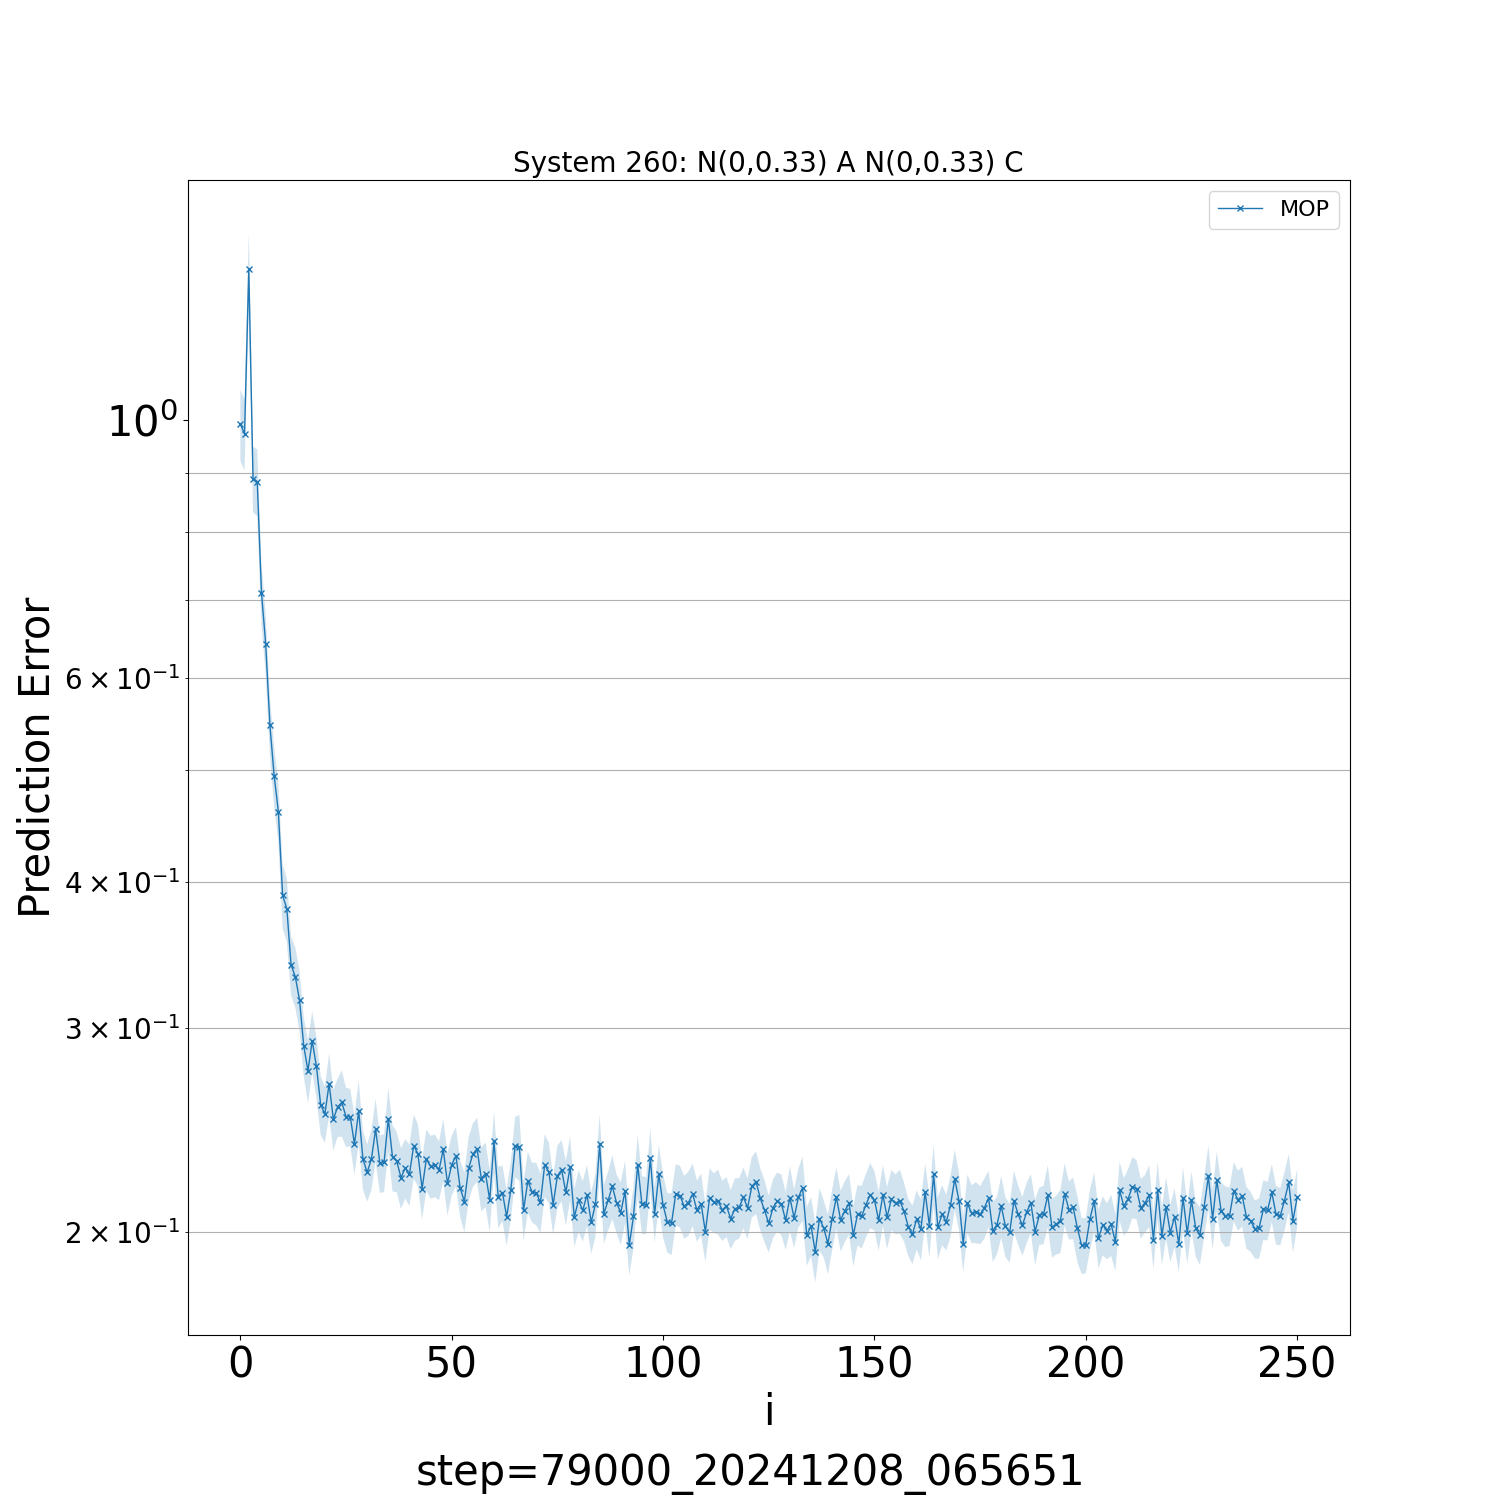 System 260: N(0,0.33) A N(0,0.33) C
MOP
10⁰
6 × 10⁻¹
4 × 10⁻¹
3 × 10⁻¹
2 × 10⁻¹
Prediction Error
0 50 100 150 200 250
i
step=79000_20241208_065651